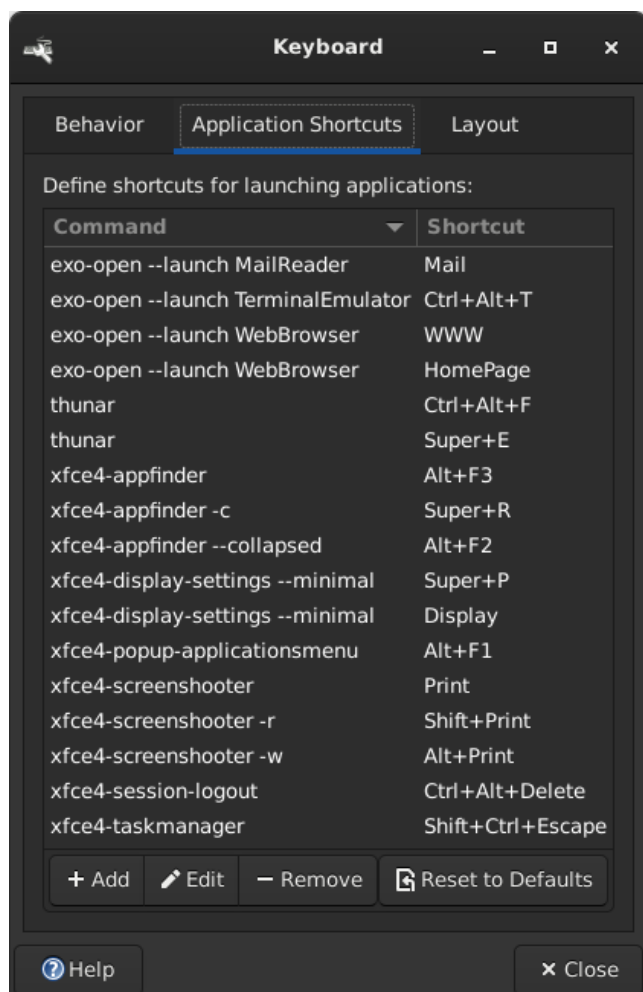 Keyboard
Behavior Application Shortcuts Layout
Define shortcuts for launching applications:
Command Shortcut
exo-open --launch MailReader Mail
exo-open --launch TerminalEmulator Ctrl+Alt+T
exo-open --launch WebBrowser WWW
exo-open --launch WebBrowser HomePage
thunar Ctrl+Alt+F
thunar Super+E
xfce4-appfinder Alt+F3
xfce4-appfinder -c Super+R
xfce4-appfinder --collapsed Alt+F2
xfce4-display-settings --minimal Super+P
xfce4-display-settings --minimal Display
xfce4-popup-applicationsmenu Alt+F1
xfce4-screenshooter Print
xfce4-screenshooter -r Shift+Print
xfce4-screenshooter -w Alt+Print
xfce4-session-logout Ctrl+Alt+Delete
xfce4-taskmanager Shift+Ctrl+Escape
Add Edit Remove Reset to Defaults
Help Close